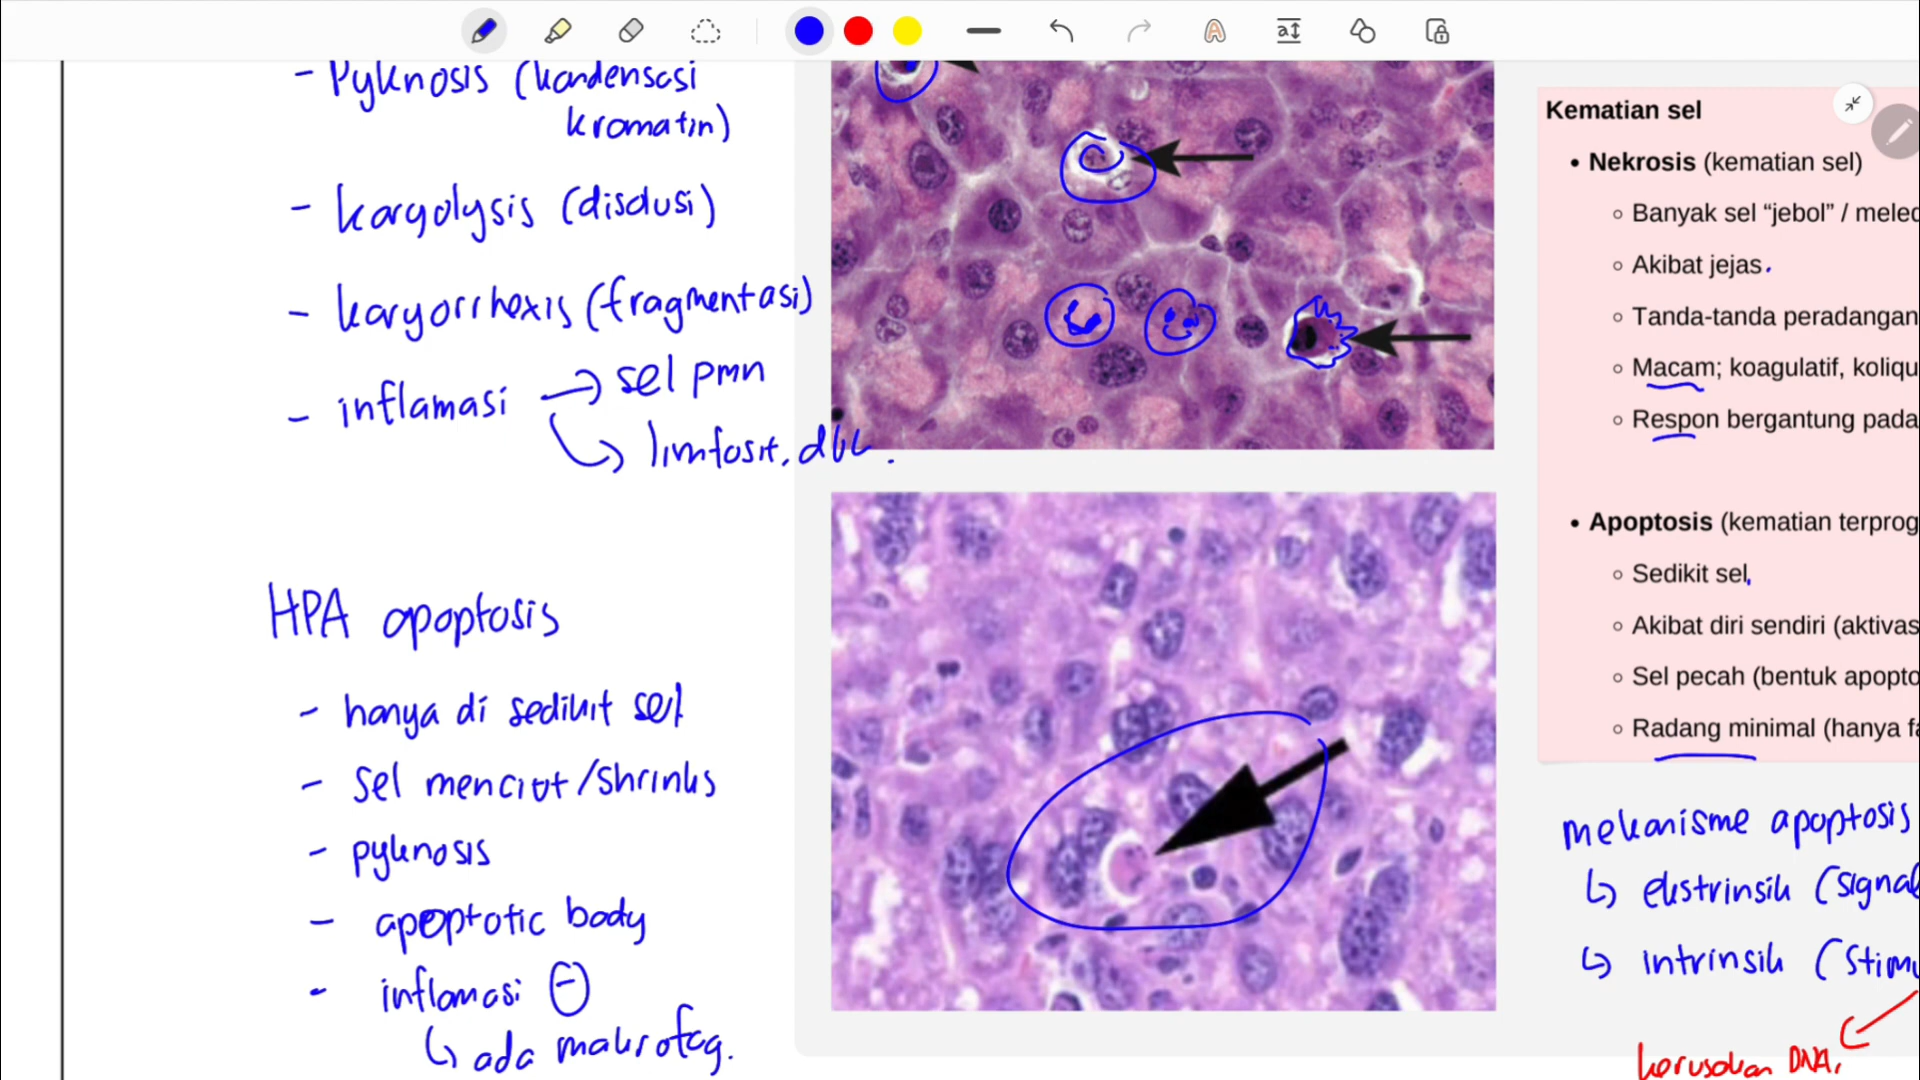 - Pyknosis (kondensasi
kromatin)
- karyolysis (disolusi)
- karyorrhexis (fragmentasi)
- inflamasi → sel pmn
↳ limfosit, dll.
HPA apoptosis
- hanya di sedikit sel
- sel menciut/shrinks
- pyknosis
- apoptotic body
- inflamasi ⊖
↳ ada makrofag.
Kematian sel
• Nekrosis (kematian sel)
◦ Banyak sel “jebol” / meled
◦ Akibat jejas
◦ Tanda-tanda peradangan
◦ Macam; koagulatif, koliqu
◦ Respon bergantung pada
• Apoptosis (kematian terprog
◦ Sedikit sel
◦ Akibat diri sendiri (aktivas
◦ Sel pecah (bentuk apopto
◦ Radang minimal (hanya fa
mekanisme apoptosis
↳ ekstrinsik (signal
↳ intrinsik (stimu
kerusakan DNA,